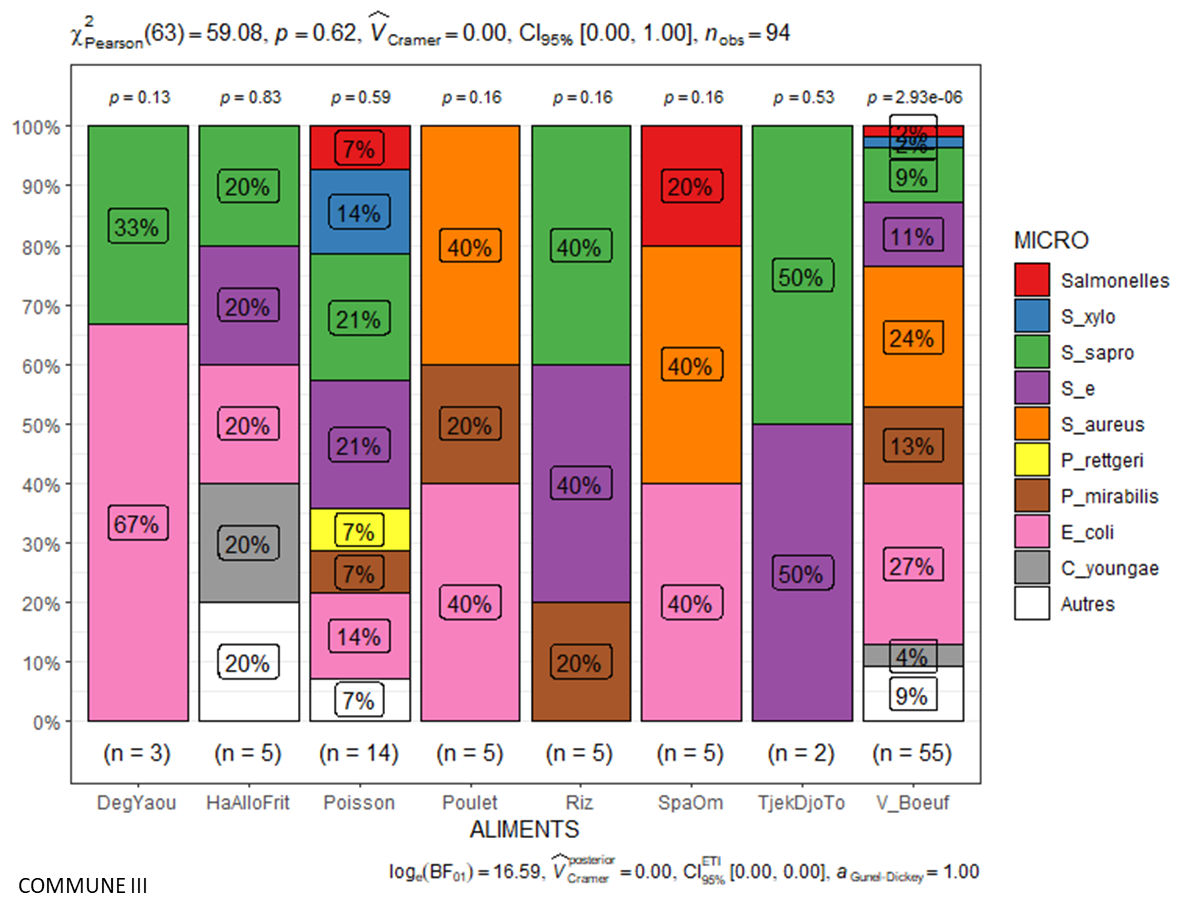 χ²Pearson(63) = 59.08, p = 0.62, V̂Cramer = 0.00, CI95% [0.00, 1.00], nobs = 94
p = 0.13 p = 0.83 p = 0.59 p = 0.16 p = 0.16 p = 0.16 p = 0.53 p = 2.93e-06
100%
90%
80%
70%
60%
50%
40%
30%
20%
10%
0%
33%
67%
20%
20%
20%
20%
20%
7%
14%
21%
21%
7%
7%
14%
7%
40%
20%
40%
40%
40%
20%
20%
40%
40%
50%
50%
2%
2%
9%
11%
24%
13%
27%
4%
9%
(n = 3) (n = 5) (n = 14) (n = 5) (n = 5) (n = 5) (n = 2) (n = 55)
DegYaou HaAlloFrit Poisson Poulet Riz SpaOm TjekDjoTo V_Boeuf
ALIMENTS
MICRO
Salmonelles
S_xylo
S_sapro
S_e
S_aureus
P_rettgeri
P_mirabilis
E_coli
C_youngae
Autres
loge(BF01) = 16.59, V̂Cramer posterior = 0.00, CI95% ETI [0.00, 0.00], a Gunel-Dickey = 1.00
COMMUNE III